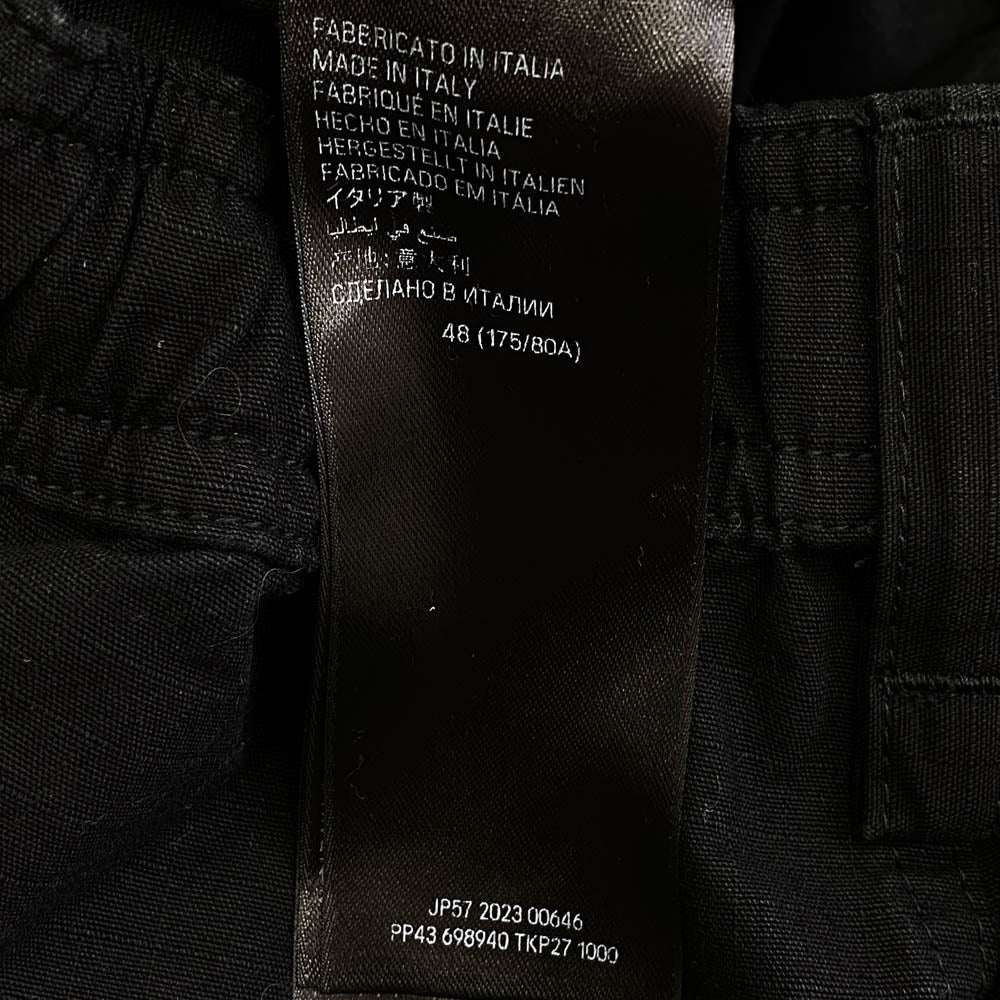 FABBRICATO IN ITALIA
MADE IN ITALY
FABRIQUÉ EN ITALIE
HECHO EN ITALIA
HERGESTELLT IN ITALIEN
FABRICADO EM ITÁLIA
イタリア製
صنع في ايطاليا
产地:意大利
СДЕЛАНО В ИТАЛИИ
48 (175/80A)
JP57 2023 00646
PP43 698940 TKP27 1000